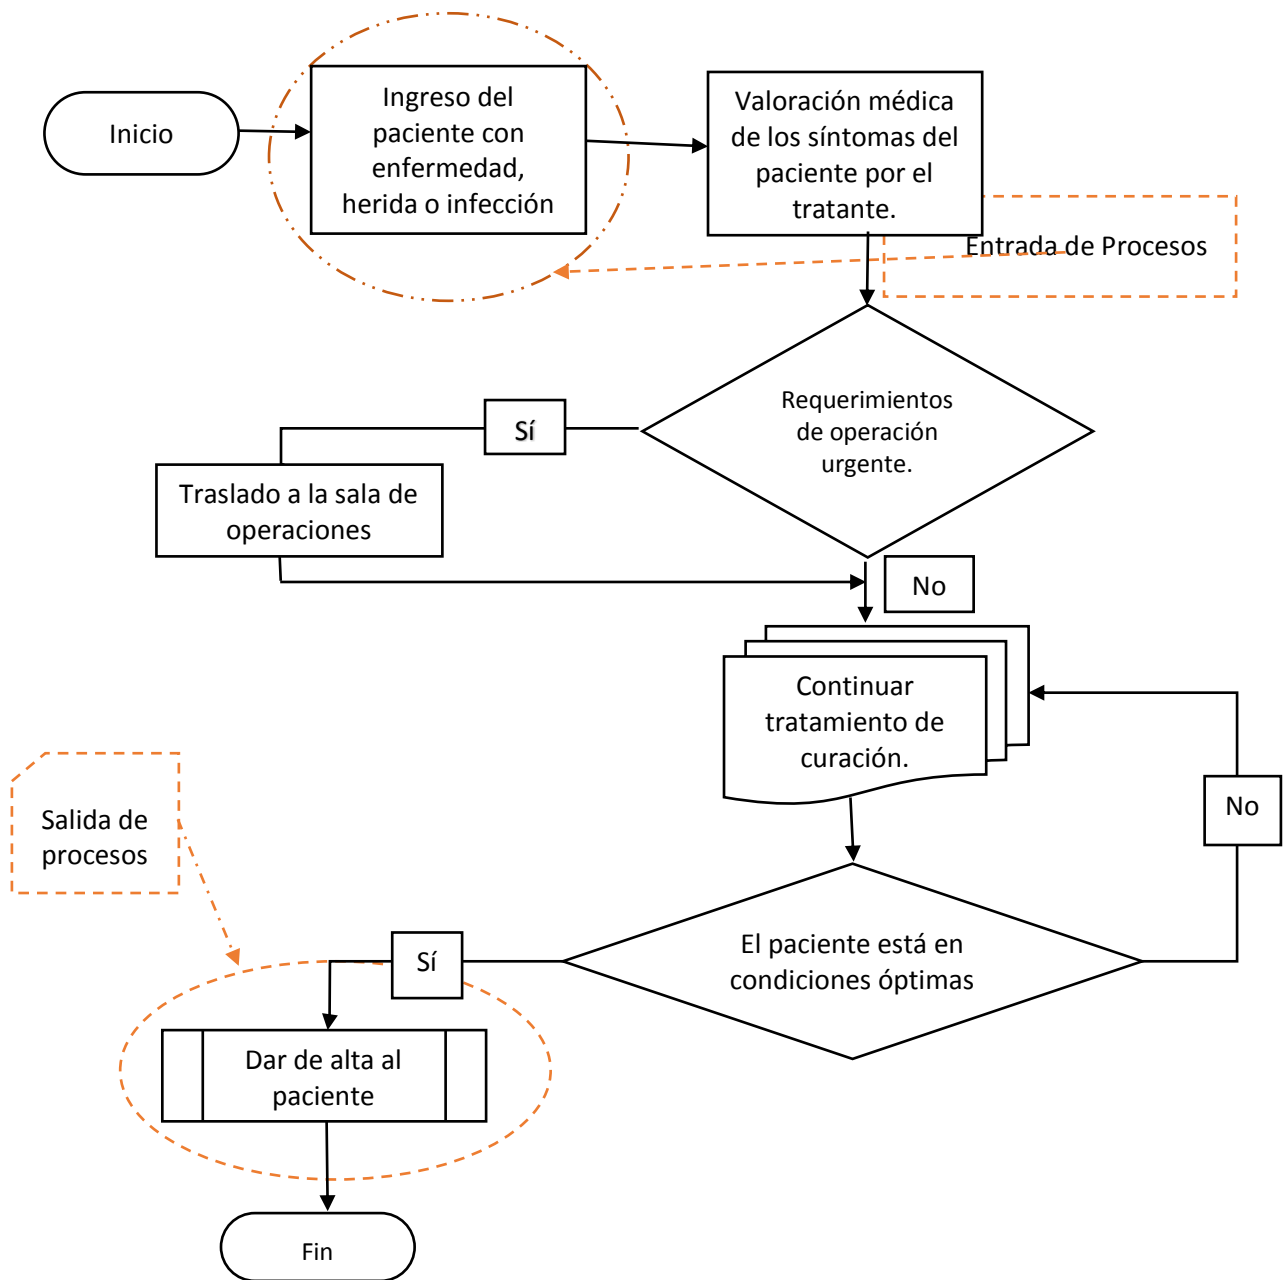 Inicio
Ingreso del
paciente con
enfermedad,
herida o infección
Valoración médica
de los síntomas del
paciente por el
tratante.
Entrada de Procesos
Requerimientos
de operación
urgente.
Sí
Traslado a la sala de
operaciones
No
Continuar
tratamiento de
curación.
No
Salida de
procesos
El paciente está en
condiciones óptimas
Sí
Dar de alta al
paciente
Fin